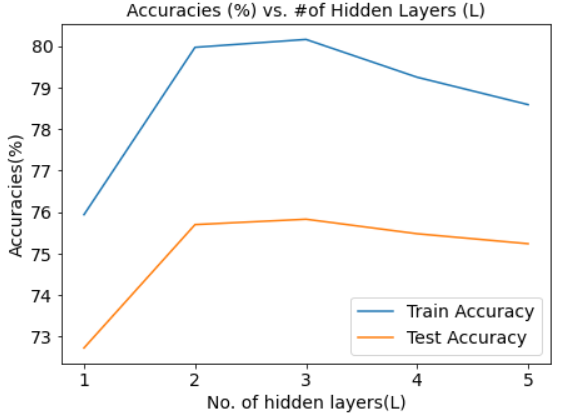 Accuracies (%) vs. #of Hidden Layers (L)
Accuracies(%)
80
79
78
77
76
75
74
73
Train Accuracy
Test Accuracy
1 2 3 4 5
No. of hidden layers(L)